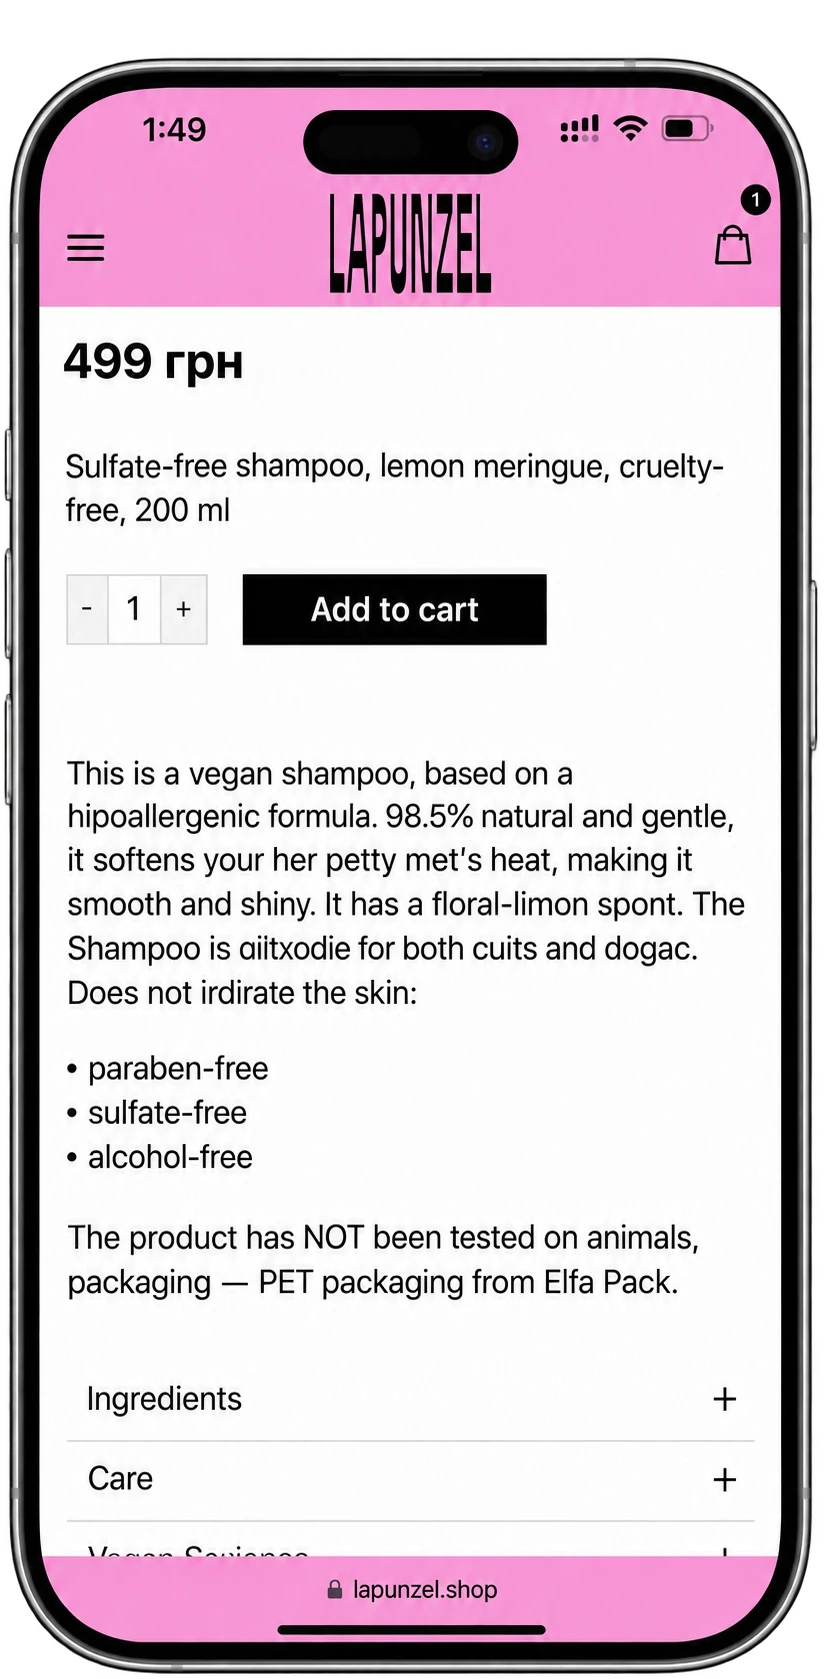 1:49
1
LAPUNZEL
499 грн
Sulfate-free shampoo, lemon meringue, cruelty-
free, 200 ml
- 1 +
Add to cart
This is a vegan shampoo, based on a
hipoallergenic formula. 98.5% natural and gentle,
it softens your her petty met's heat, making it
smooth and shiny. It has a floral-limon spont. The
Shampoo is ɑiltxodie for both cuits and dogac.
Does not irdirate the skin:
• paraben-free
• sulfate-free
• alcohol-free
The product has NOT been tested on animals,
packaging — PET packaging from Elfa Pack.
Ingredients +
Care +
Vegan
lapunzel.shop